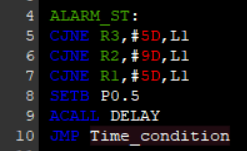 4 ALARM_ST:
5 CJNE R3,#5D,L1
6 CJNE R2,#9D,L1
7 CJNE R1,#5D,L1
8 SETB P0.5
9 ACALL DELAY
10 JMP Time_condition